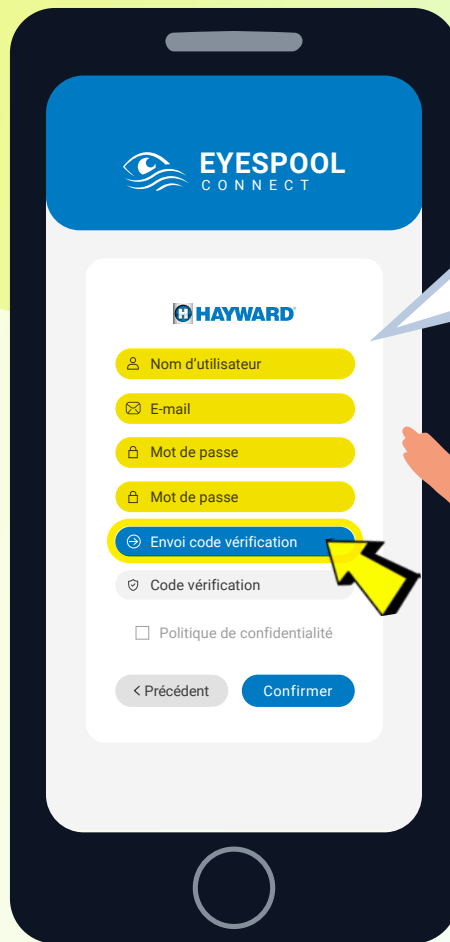 EYESPOOL
CONNECT
HAYWARD
Nom d'utilisateur
E-mail
Mot de passe
Mot de passe
Envoi code vérification
Code vérification
Politique de confidentialité
< Précédent
Confirmer